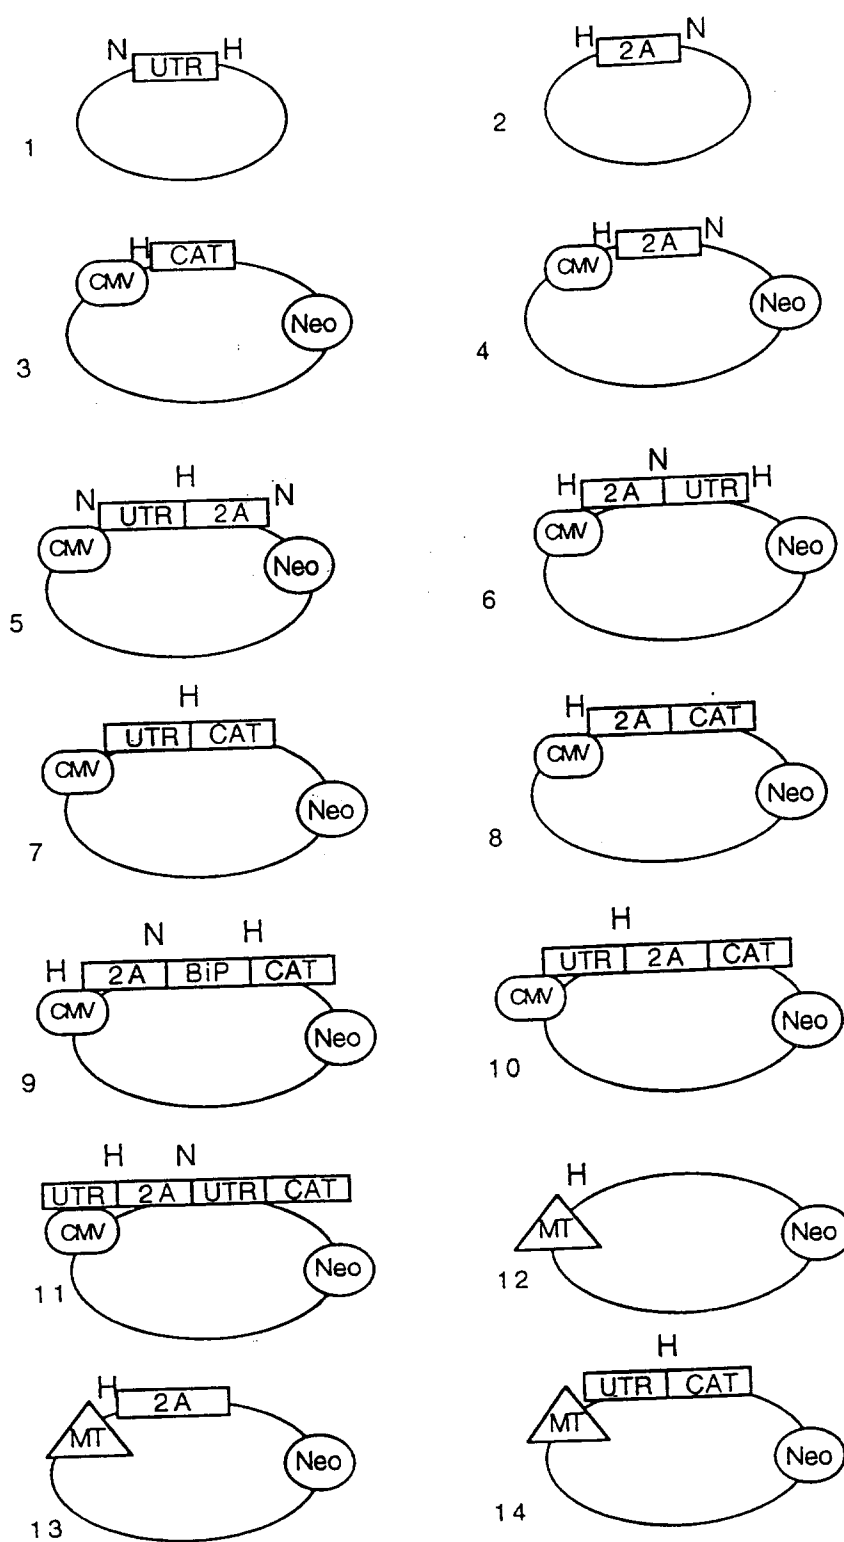 N UTR H
1
H 2A N
2
H CAT
CMV
Neo
3
H 2A N
CMV
Neo
4
H
N UTR 2A N
CMV
Neo
5
N
H 2A UTR H
CMV
Neo
6
H
UTR CAT
CMV
Neo
7
H 2A CAT
CMV
Neo
8
N H
H 2A BiP CAT
CMV
Neo
9
H
UTR 2A CAT
CMV
Neo
10
H N
UTR 2A UTR CAT
CMV
Neo
11
H
MT
Neo
12
H 2A
MT
Neo
13
H
UTR CAT
MT
Neo
14